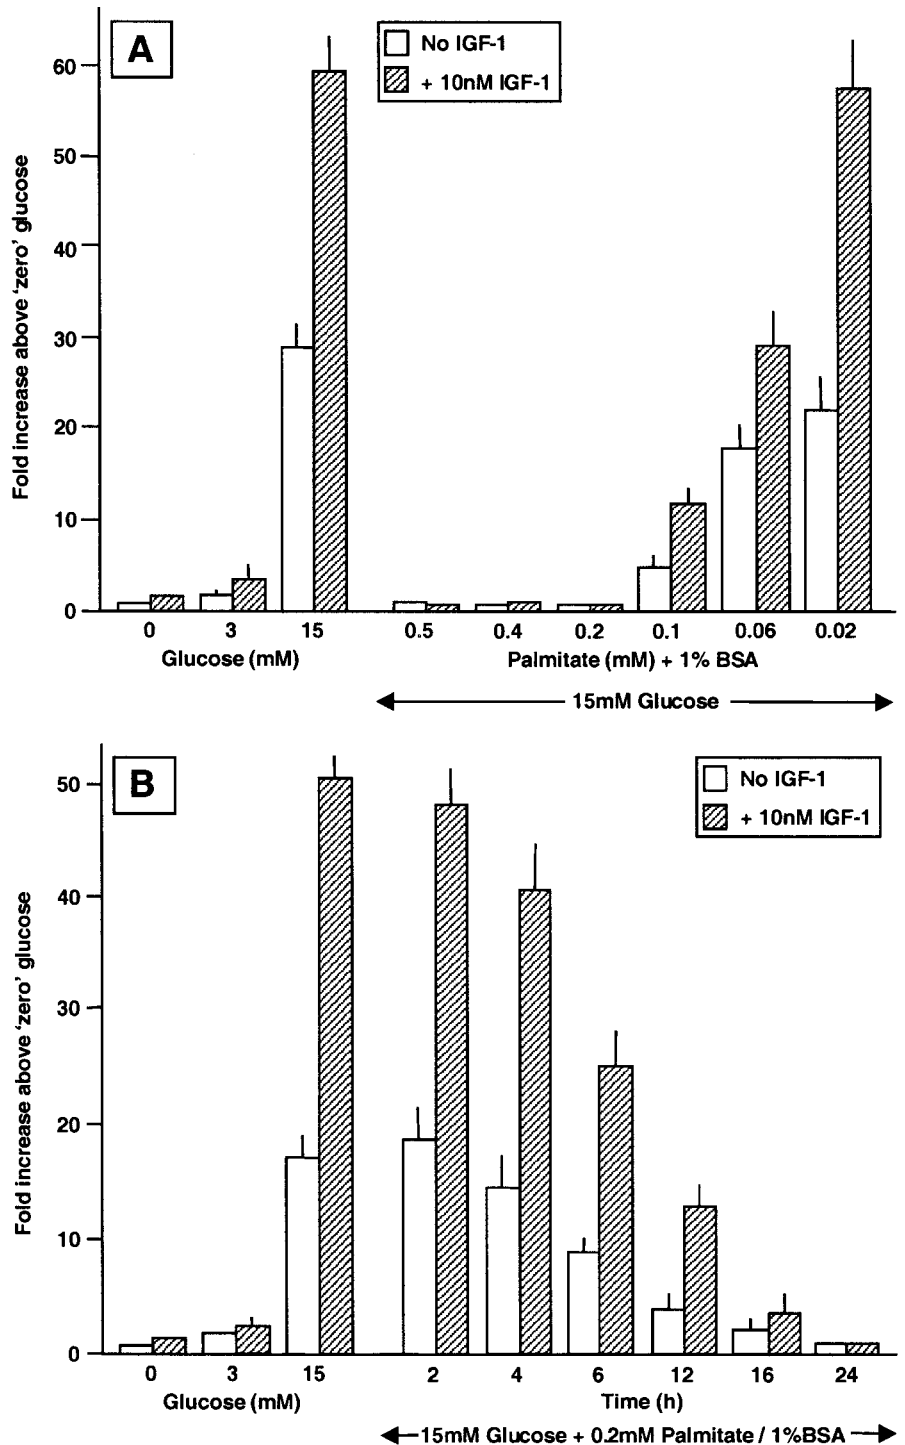 A
No IGF-1
+ 10nM IGF-1
Fold increase above 'zero' glucose
60
50
40
30
20
10
0
0 3 15 0.5 0.4 0.2 0.1 0.06 0.02
Glucose (mM) Palmitate (mM) + 1% BSA
15mM Glucose
B
No IGF-1
+ 10nM IGF-1
Fold increase above 'zero' glucose
50
40
30
20
10
0
0 3 15 2 4 6 12 16 24
Glucose (mM) Time (h)
15mM Glucose + 0.2mM Palmitate / 1%BSA